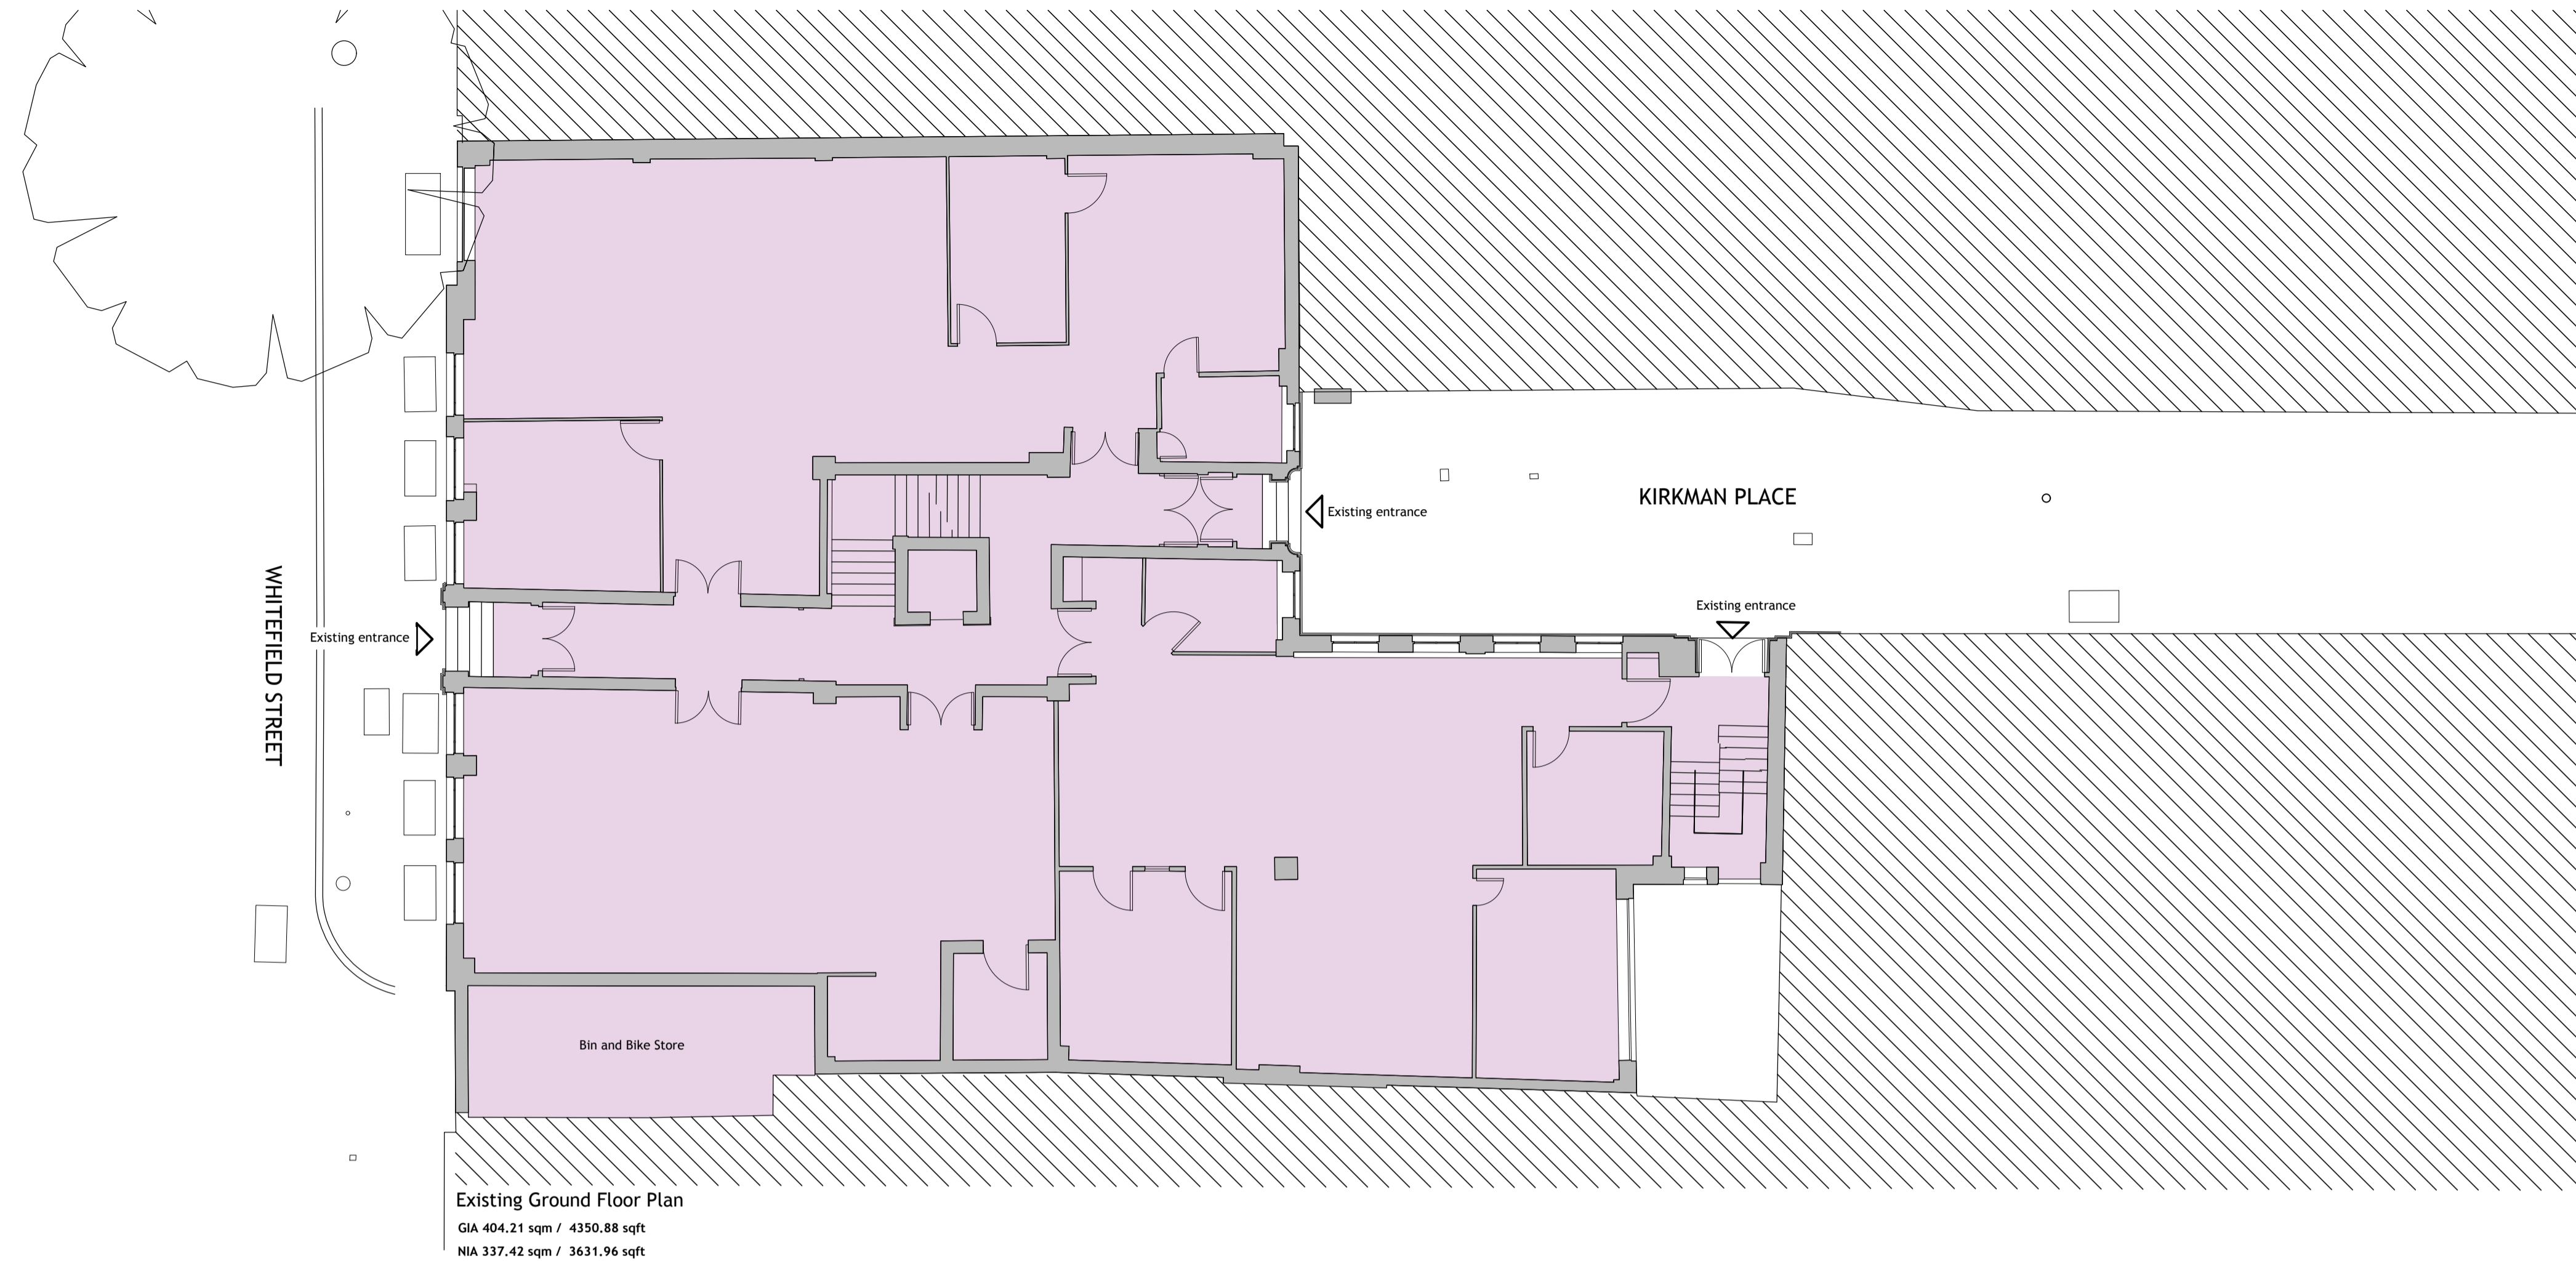 KIRKMAN PLACE
Existing entrance
Existing entrance
WHITEFIELD STREET
Existing entrance
Bin and Bike Store
Existing Ground Floor Plan
GIA 404.21 sqm / 4350.88 sqft
NIA 337.42 sqm / 3631.96 sqft